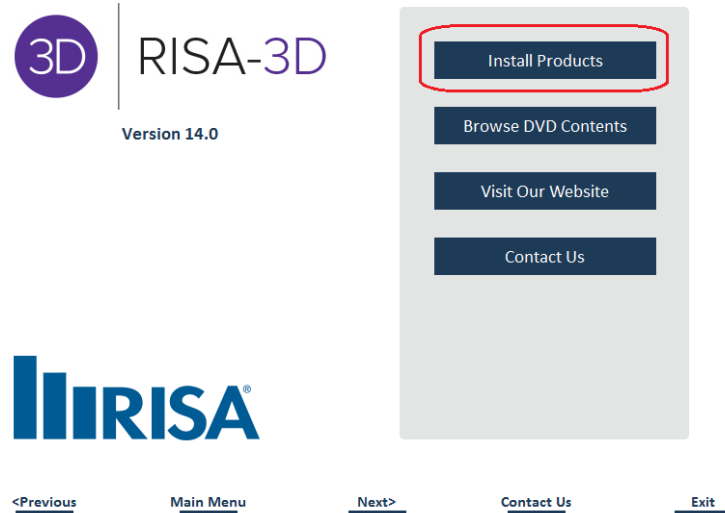 3D RISA-3D
Version 14.0
Install Products
Browse DVD Contents
Visit Our Website
Contact Us
RISA®
<Previous Main Menu Next> Contact Us Exit